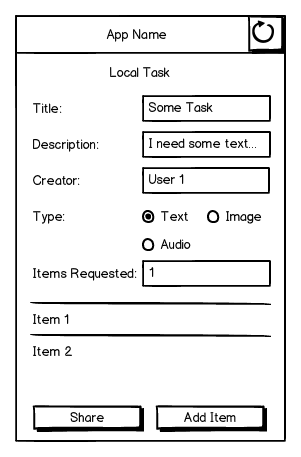 App Name
Local Task
Title: Some Task
Description: I need some text...
Creator: User 1
Type: Text Image
Audio
Items Requested: 1
Item 1
Item 2
Share Add Item